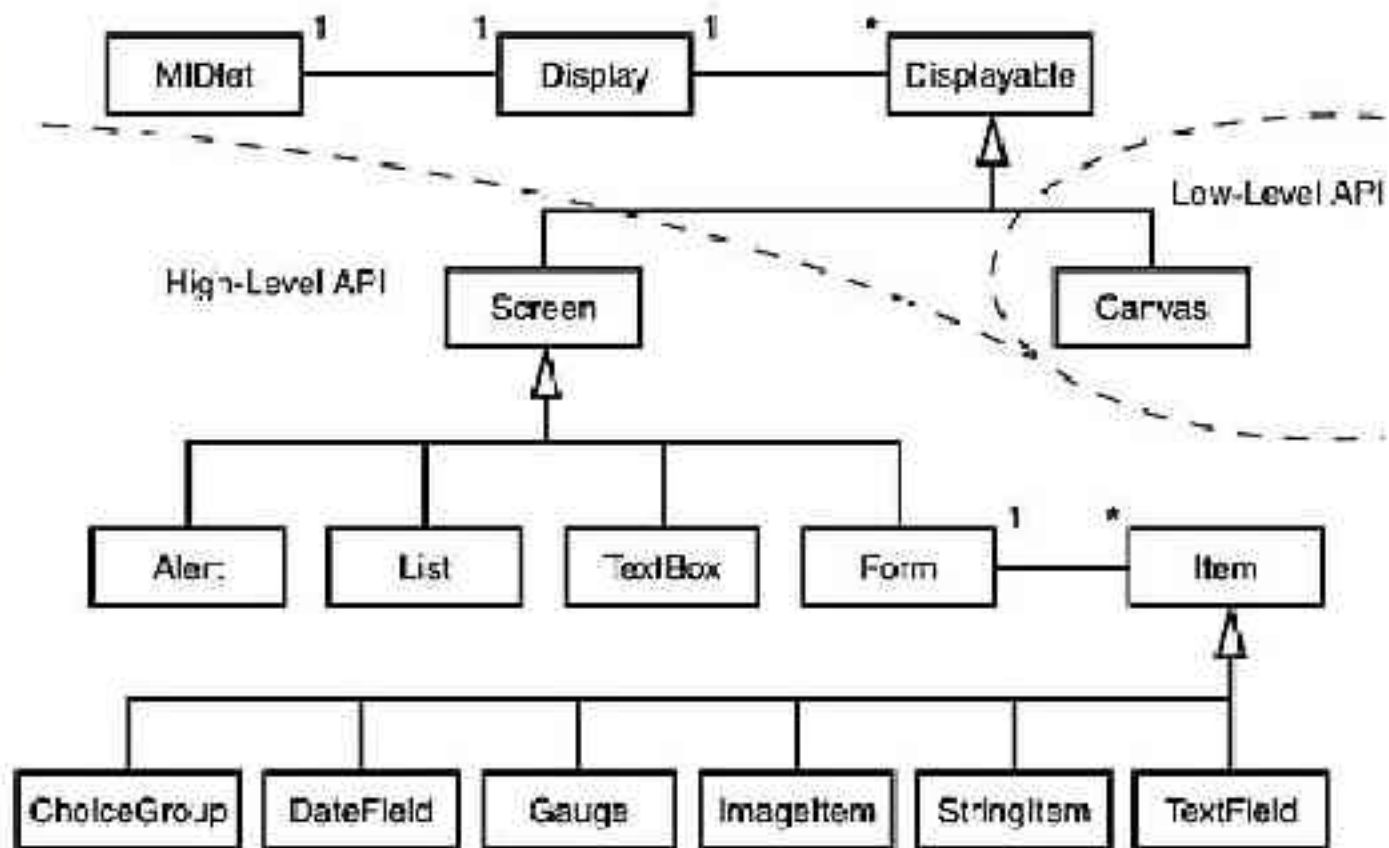 1 1 1 *
MIDlet Display Displayable
Low-Level API
High-Level API
Screen Canvas
1 *
Alert List TextBox Form Item
ChoiceGroup DateField Gauge ImageItem StringItem TextField